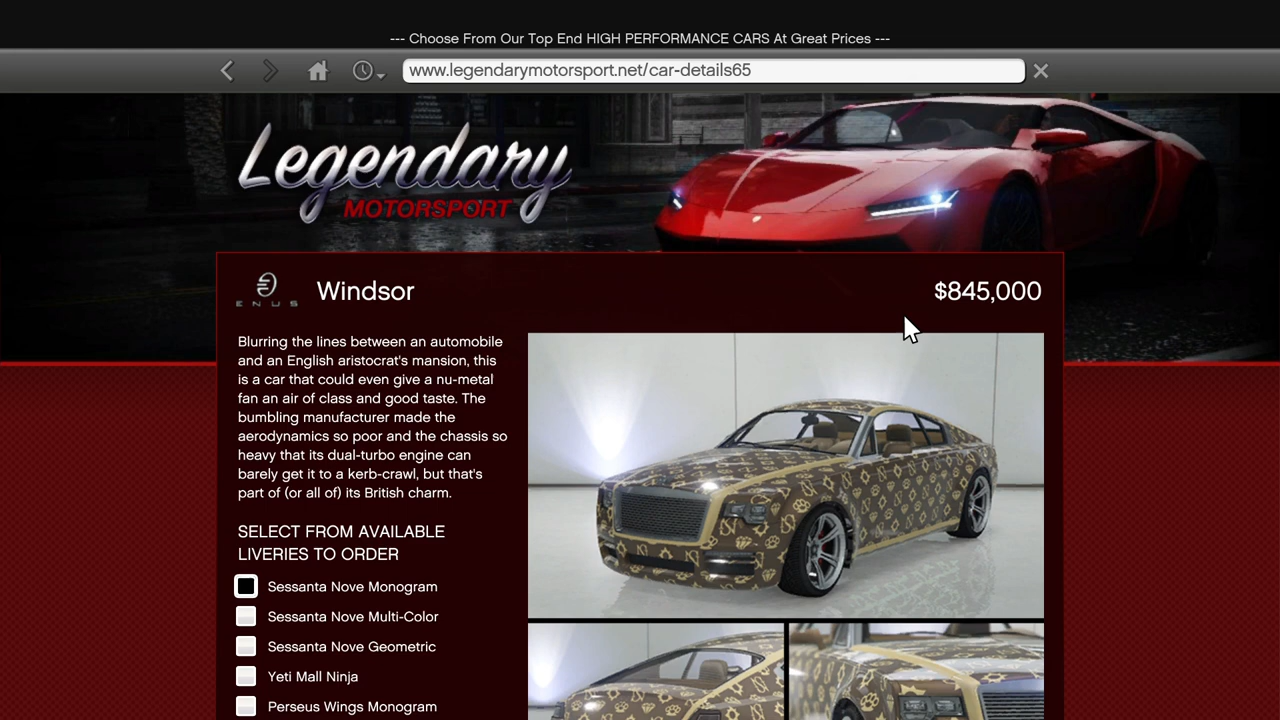 --- Choose From Our Top End HIGH PERFORMANCE CARS At Great Prices ---
www.legendarymotorsport.net/car-details65
Legendary
MOTORSPORT
ENUS
Windsor
$845,000
Blurring the lines between an automobile
and an English aristocrat's mansion, this
is a car that could even give a nu-metal
fan an air of class and good taste. The
bumbling manufacturer made the
aerodynamics so poor and the chassis so
heavy that its dual-turbo engine can
barely get it to a kerb-crawl, but that's
part of (or all of) its British charm.
SELECT FROM AVAILABLE
LIVERIES TO ORDER
Sessanta Nove Monogram
Sessanta Nove Multi-Color
Sessanta Nove Geometric
Yeti Mall Ninja
Perseus Wings Monogram